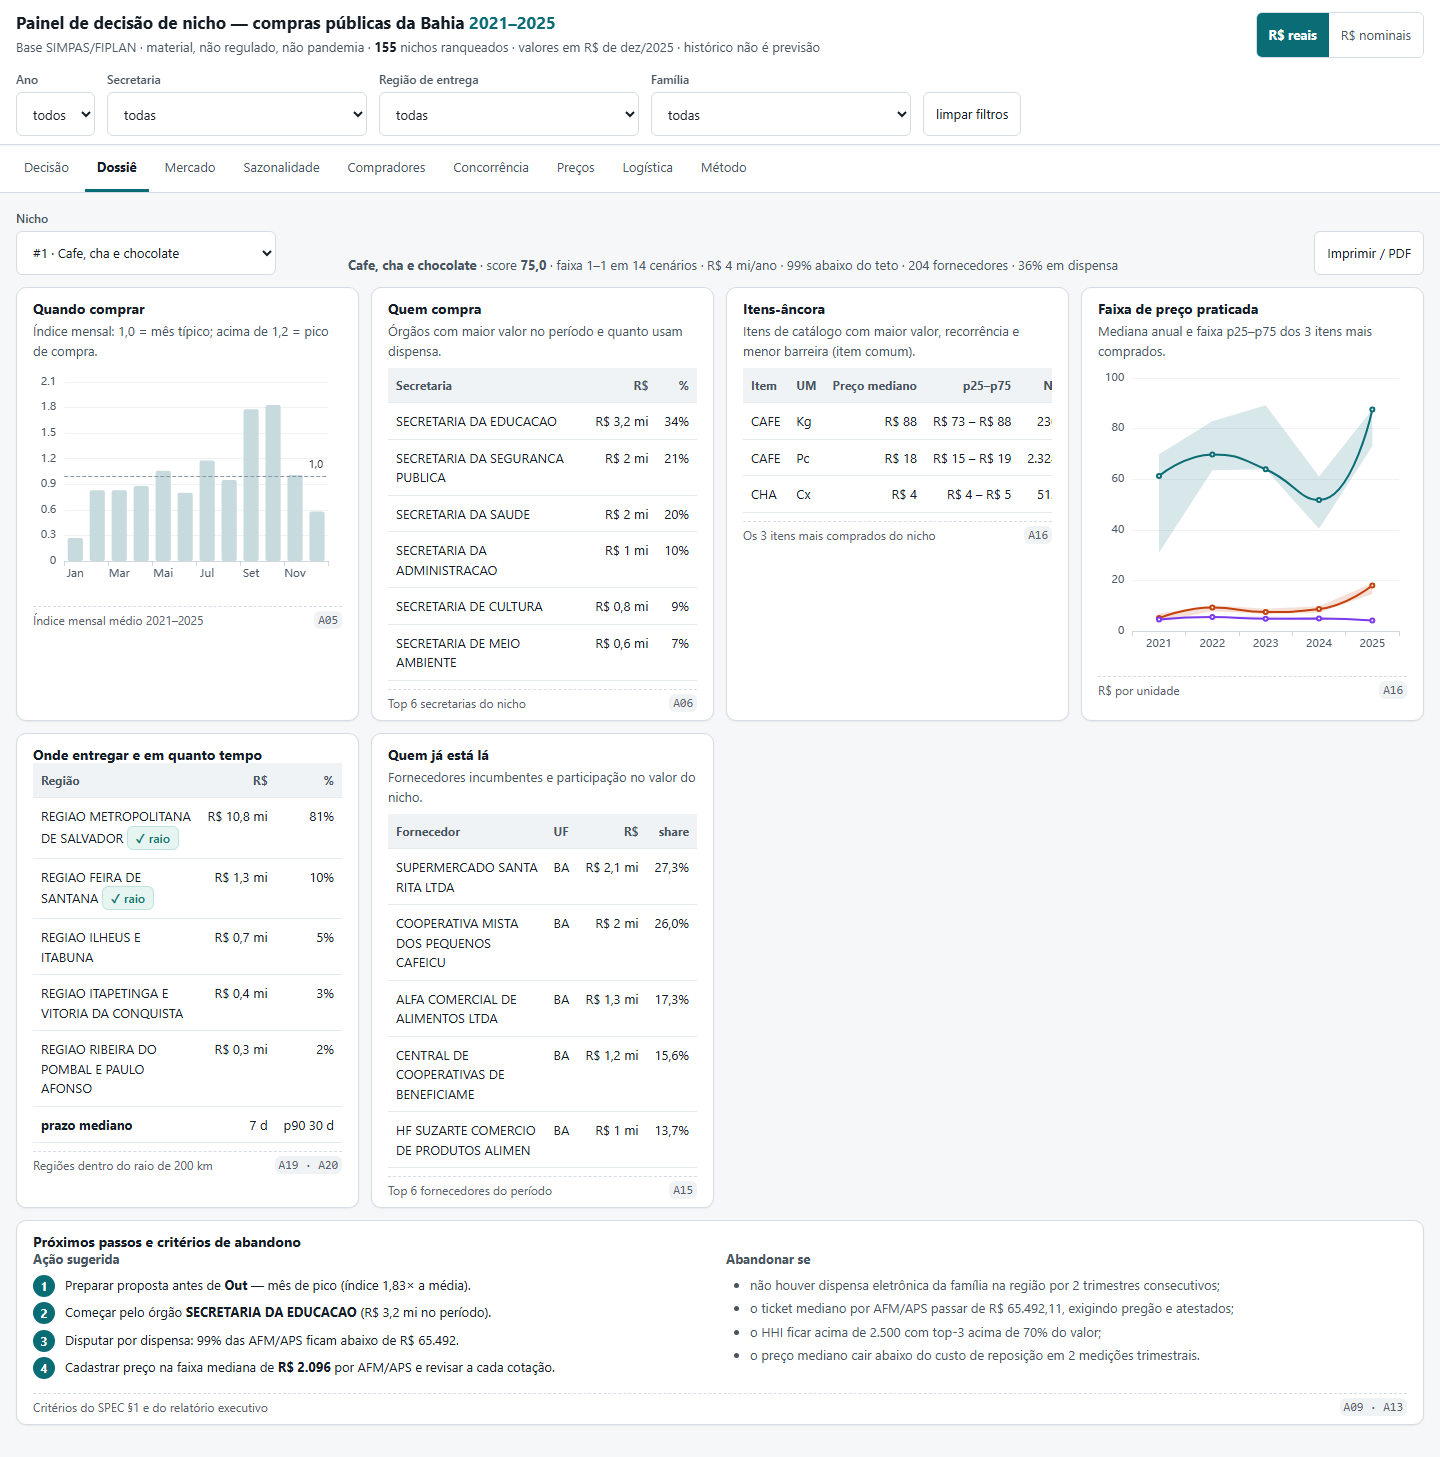 Painel de decisão de nicho — compras públicas da Bahia 2021–2025
Base SIMPAS/FIPLAN · material, não regulado, não pandemia · 155 nichos ranqueados · valores em R$ de dez/2025 · histórico não é previsão
R$ reais
R$ nominais
Ano
Secretaria
Região de entrega
Família
todos
todas
todas
todas
limpar filtros
Decisão
Dossiê
Mercado
Sazonalidade
Compradores
Concorrência
Preços
Logística
Método
Nicho
#1 · Cafe, cha e chocolate
Cafe, cha e chocolate · score 75,0 · faixa 1–1 em 14 cenários · R$ 4 mi/ano · 99% abaixo do teto · 204 fornecedores · 36% em dispensa
Imprimir / PDF
Quando comprar
Índice mensal: 1,0 = mês típico; acima de 1,2 = pico
de compra.
2.1
1.8
1.5
1.2
0.9
0.6
0.3
0
1,0
Jan
Mar
Mai
Jul
Set
Nov
Índice mensal médio 2021–2025
A05
Quem compra
Órgãos com maior valor no período e quanto usam
dispensa.
Secretaria R$ %
SECRETARIA DA EDUCACAO R$ 3,2 mi 34%
SECRETARIA DA SEGURANCA R$ 2 mi 21%
PUBLICA
SECRETARIA DA SAUDE R$ 2 mi 20%
SECRETARIA DA R$ 1 mi 10%
ADMINISTRACAO
SECRETARIA DE CULTURA R$ 0,8 mi 9%
SECRETARIA DE MEIO R$ 0,6 mi 7%
AMBIENTE
Top 6 secretarias do nicho
A06
Itens-âncora
Itens de catálogo com maior valor, recorrência e
menor barreira (item comum).
Item UM Preço mediano p25–p75 N
CAFE Kg R$ 88 R$ 73 – R$ 88
CAFE Pc R$ 18 R$ 15 – R$ 19
CHA Cx R$ 4 R$ 4 – R$ 5
Os 3 itens mais comprados do nicho
A16
Faixa de preço praticada
Mediana anual e faixa p25–p75 dos 3 itens mais
comprados.
100
80
60
40
20
0
2021
2022
2023
2024
2025
R$ por unidade
A16
Onde entregar e em quanto tempo
Região R$ %
REGIAO METROPOLITANA R$ 10,8 mi 81%
DE SALVADOR ✓ raio
REGIAO FEIRA DE R$ 1,3 mi 10%
SANTANA ✓ raio
REGIAO ILHEUS E R$ 0,7 mi 5%
ITABUNA
REGIAO ITAPETINGA E R$ 0,4 mi 3%
VITORIA DA CONQUISTA
REGIAO RIBEIRA DO R$ 0,3 mi 2%
POMBAL E PAULO
AFONSO
prazo mediano 7 d p90 30 d
Regiões dentro do raio de 200 km
A19 · A20
Quem já está lá
Fornecedores incumbentes e participação no valor do
nicho.
Fornecedor UF R$ share
SUPERMERCADO SANTA BA R$ 2,1 mi 27,3%
RITA LTDA
COOPERATIVA MISTA BA R$ 2 mi 26,0%
DOS PEQUENOS
CAFEICU
ALFA COMERCIAL DE BA R$ 1,3 mi 17,3%
ALIMENTOS LTDA
CENTRAL DE BA R$ 1,2 mi 15,6%
COOPERATIVAS DE
BENEFICIAME
HF SUZARTE COMERCIO BA R$ 1 mi 13,7%
DE PRODUTOS ALIMEN
Top 6 fornecedores do período
A15
Próximos passos e critérios de abandono
Ação sugerida
1 Preparar proposta antes de Out — mês de pico (índice 1,83× a média).
2 Começar pelo órgão SECRETARIA DA EDUCACAO (R$ 3,2 mi no período).
3 Disputar por dispensa: 99% das AFM/APS ficam abaixo de R$ 65.492.
4 Cadastrar preço na faixa mediana de R$ 2.096 por AFM/APS e revisar a cada cotação.
Abandonar se
• não houver dispensa eletrônica da família na região por 2 trimestres consecutivos;
• o ticket mediano por AFM/APS passar de R$ 65.492,11, exigindo pregão e atestados;
• o HHI ficar acima de 2.500 com top-3 acima de 70% do valor;
• o preço mediano cair abaixo do custo de reposição em 2 medições trimestrais.
Critérios do SPEC §1 e do relatório executivo
A09 · A13